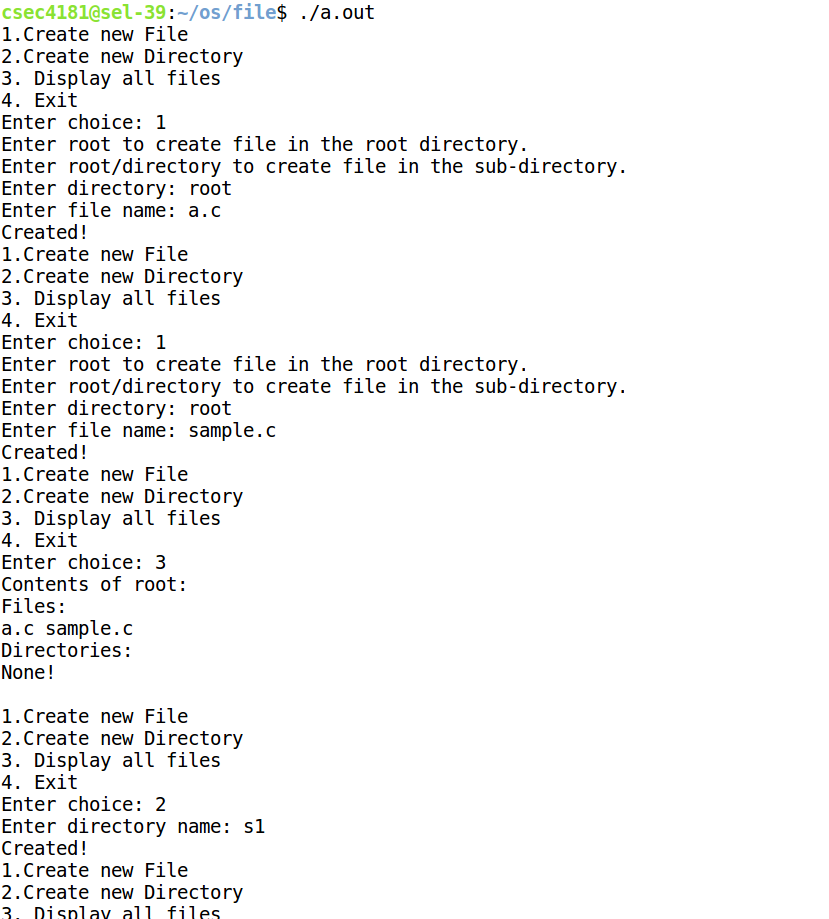 csec4181@sel-39:~/os/file$ ./a.out
1.Create new File
2.Create new Directory
3. Display all files
4. Exit
Enter choice: 1
Enter root to create file in the root directory.
Enter root/directory to create file in the sub-directory.
Enter directory: root
Enter file name: a.c
Created!
1.Create new File
2.Create new Directory
3. Display all files
4. Exit
Enter choice: 1
Enter root to create file in the root directory.
Enter root/directory to create file in the sub-directory.
Enter directory: root
Enter file name: sample.c
Created!
1.Create new File
2.Create new Directory
3. Display all files
4. Exit
Enter choice: 3
Contents of root:
Files:
a.c sample.c
Directories:
None!

1.Create new File
2.Create new Directory
3. Display all files
4. Exit
Enter choice: 2
Enter directory name: s1
Created!
1.Create new File
2.Create new Directory
3. Display all files